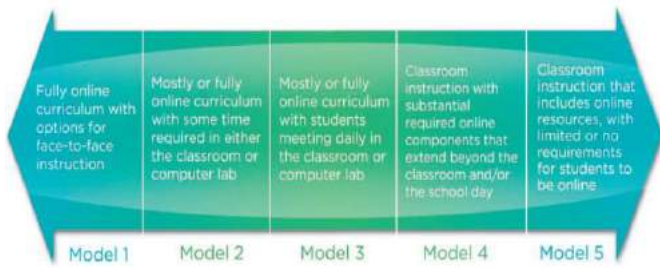 Fully online
curriculum with
options for
face-to-face
instruction
Mostly or fully
online curriculum
with some time
required in either
the classroom or
computer lab
Mostly or fully
online curriculum
with students
meeting daily in
the classroom or
computer lab
Classroom
instruction with
substantial
required online
components that
extend beyond the
classroom and/or
the school day
Classroom
instruction that
includes online
resources, with
limited or no
requirements
for students to
be online
Model 1
Model 2
Model 3
Model 4
Model 5